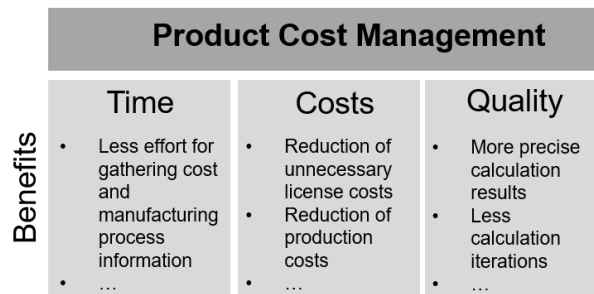 Product Cost Management
Benefits
Time
• Less effort for
gathering cost
and
manufacturing
process
information
• …
Costs
• Reduction of
unnecessary
license costs
• Reduction of
production
costs
• …
Quality
• More precise
calculation
results
• Less
calculation
iterations
• …